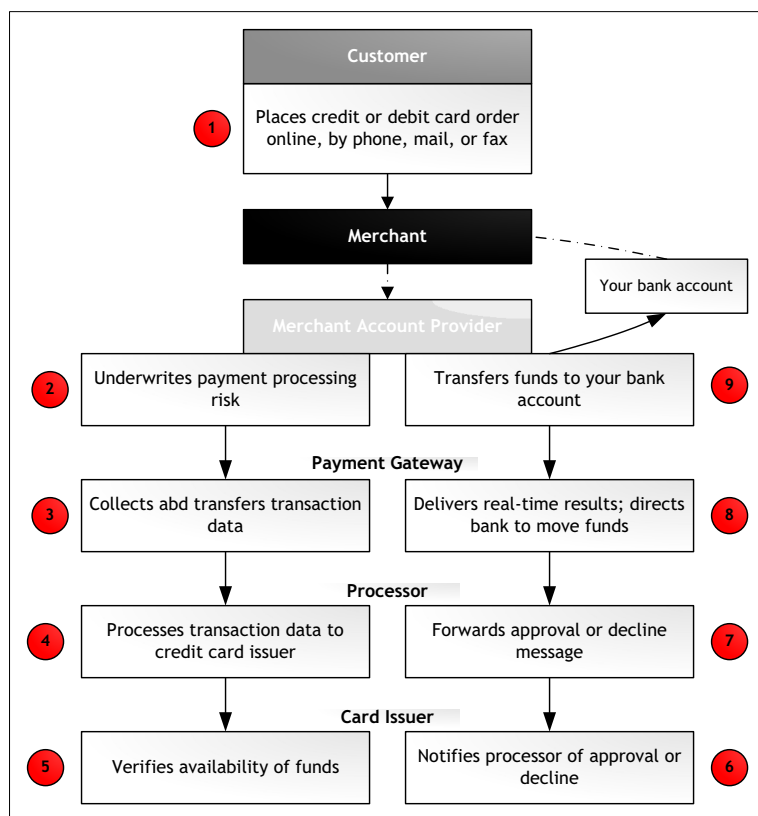 Customer
1
Places credit or debit card order
online, by phone, mail, or fax
Merchant
Your bank account
Merchant Account Provider
2
Underwrites payment processing
risk
Transfers funds to your bank
account
9
Payment Gateway
3
Collects abd transfers transaction
data
Delivers real-time results; directs
bank to move funds
8
Processor
4
Processes transaction data to
credit card issuer
Forwards approval or decline
message
7
Card Issuer
5
Verifies availability of funds
Notifies processor of approval or
decline
6